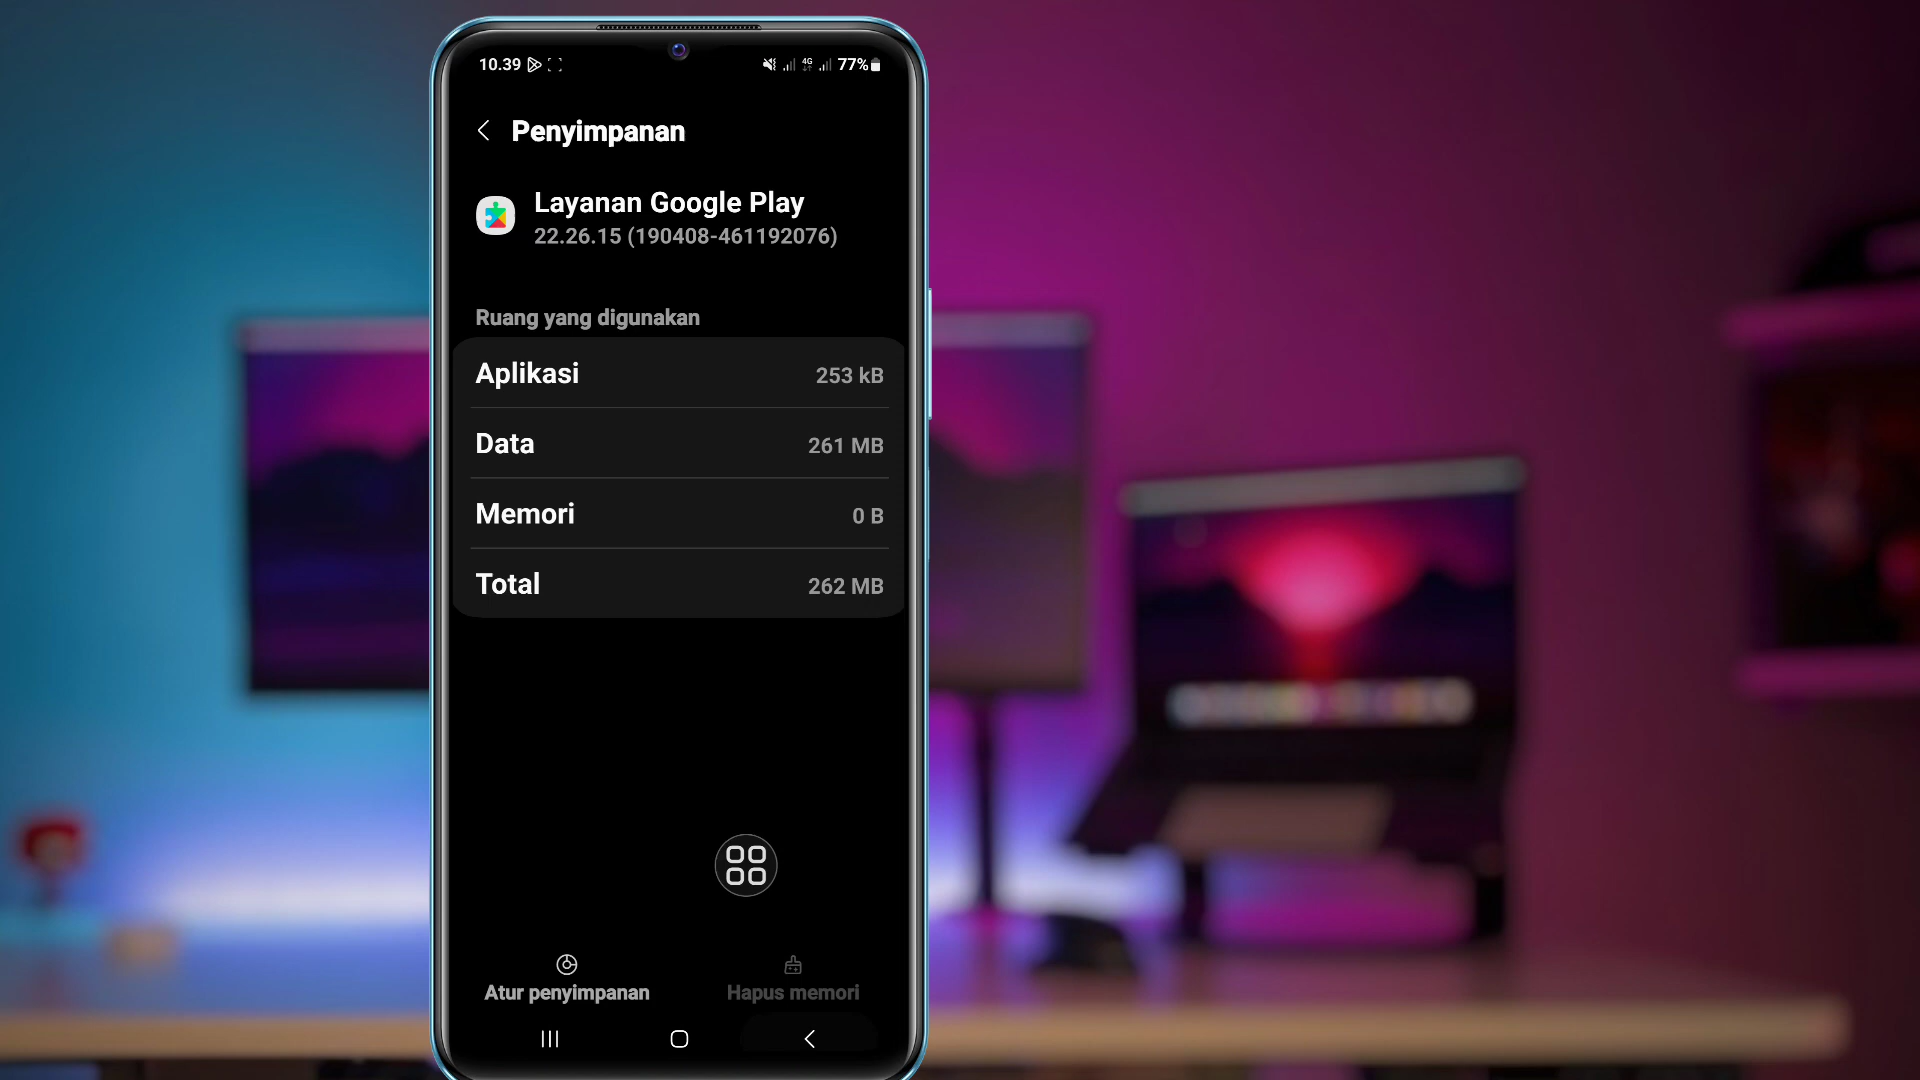 10.39 4G 77%
Penyimpanan
Layanan Google Play
22.26.15 (190408-461192076)
Ruang yang digunakan
Aplikasi 253 kB
Data 261 MB
Memori 0 B
Total 262 MB
Atur penyimpanan Hapus memori